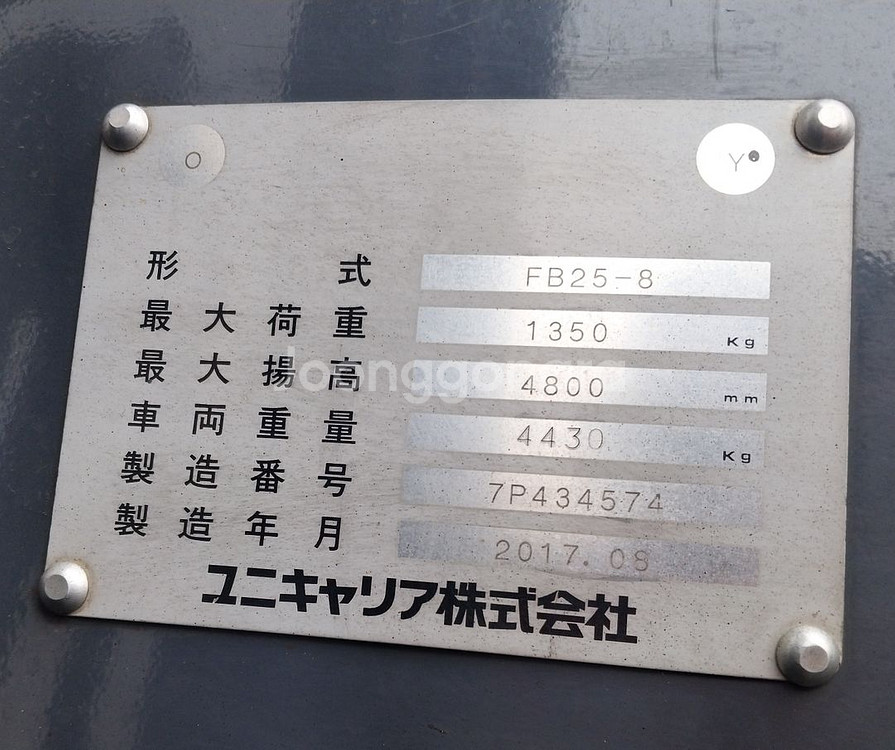 O Y
形式 FB25-8
最大荷重 1350 Kg
最大揚高 4800 mm
車両重量 4430 Kg
製造番号 7P434574
製造年月 2017.08
ユニキャリア株式会社